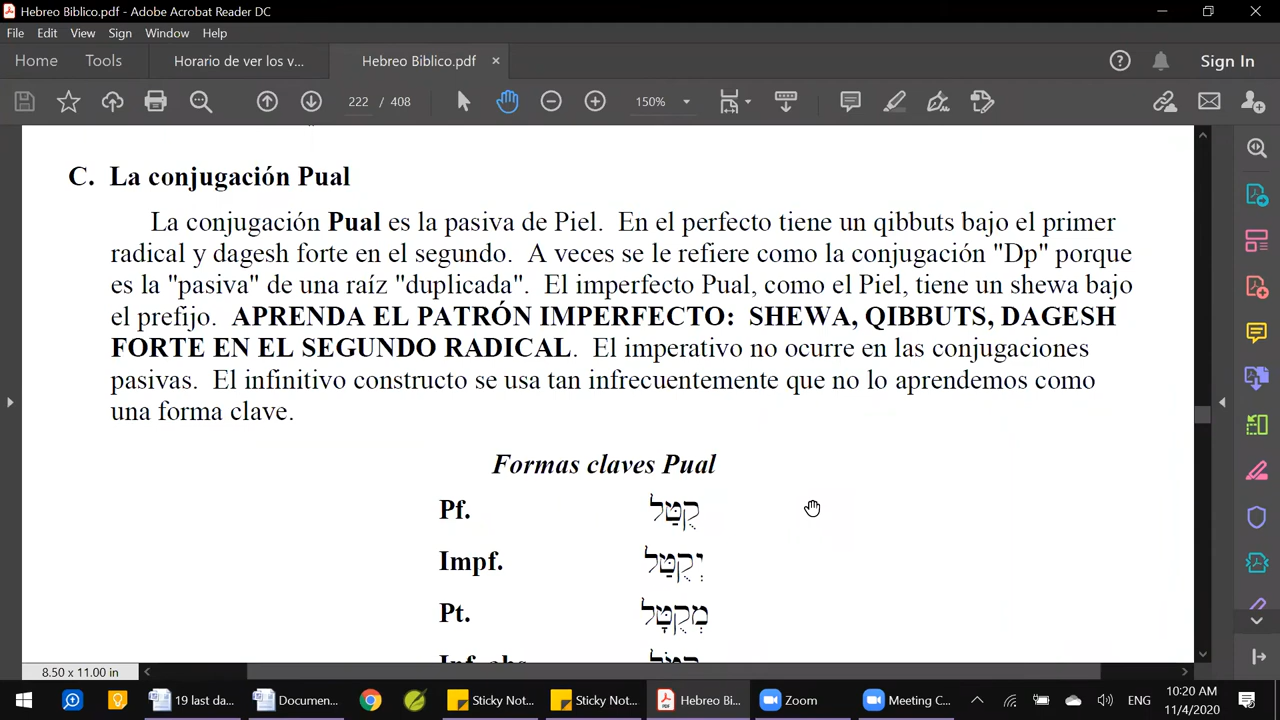 Hebreo Biblico.pdf - Adobe Acrobat Reader DC
File Edit View Sign Window Help
Home Tools Horario de ver los v... Hebreo Biblico.pdf × Sign In
222 / 408 150%
C. La conjugación Pual
La conjugación Pual es la pasiva de Piel. En el perfecto tiene un qibbuts bajo el primer
radical y dagesh forte en el segundo. A veces se le refiere como la conjugación "Dp" porque
es la "pasiva" de una raíz "duplicada". El imperfecto Pual, como el Piel, tiene un shewa bajo
el prefijo. APRENDA EL PATRÓN IMPERFECTO: SHEWA, QIBBUTS, DAGESH
FORTE EN EL SEGUNDO RADICAL. El imperativo no ocurre en las conjugaciones
pasivas. El infinitivo constructo se usa tan infrecuentemente que no lo aprendemos como
una forma clave.
Formas claves Pual
Pf. קֻטַּל
Impf. יְקֻטַּל
Pt. מְקֻטָּל
8.50 x 11.00 in
19 last da... Documen... Sticky Not... Sticky Not... Hebreo Bi... Zoom Meeting C... ENG 10:20 AM
11/4/2020